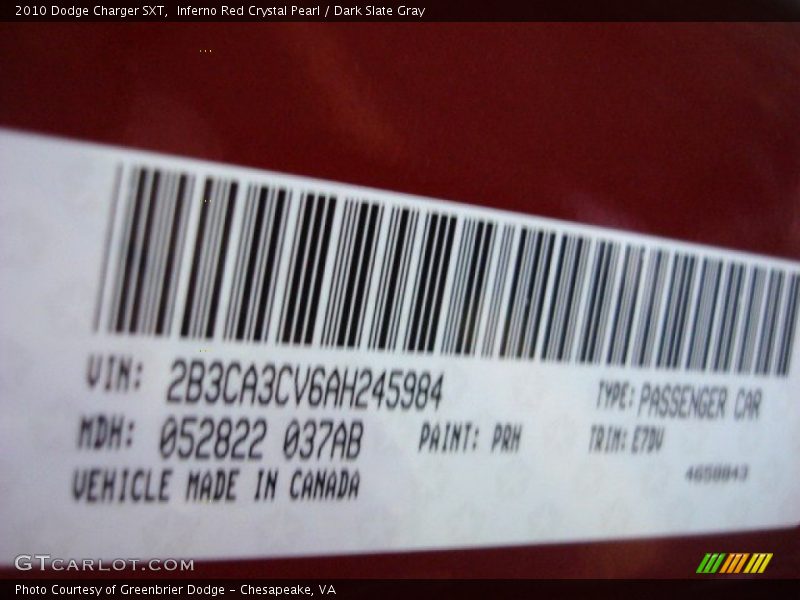 2010 Dodge Charger SXT,  Inferno Red Crystal Pearl / Dark Slate Gray
VIN: 2B3CA3CV6AH245984
TYPE: PASSENGER CAR
MDH: 052822 037AB
PAINT: PRH
TRIM: E7DV
4650043
VEHICLE MADE IN CANADA
GTCARLOT.COM
Photo Courtesy of Greenbrier Dodge - Chesapeake, VA